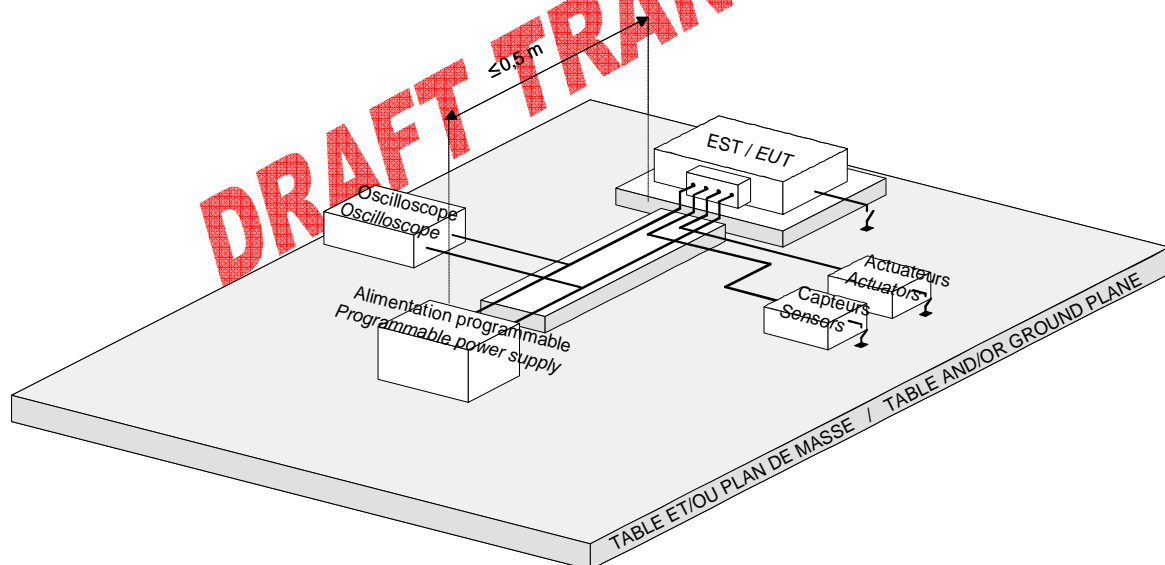 DRAFT TRAN
≤0,5 m
EST / EUT
Oscilloscope
Oscilloscope
Actuateurs
Actuators
Capteurs
Sensors
Alimentation programmable
Programmable power supply
TABLE ET/OU PLAN DE MASSE / TABLE AND/OR GROUND PLANE